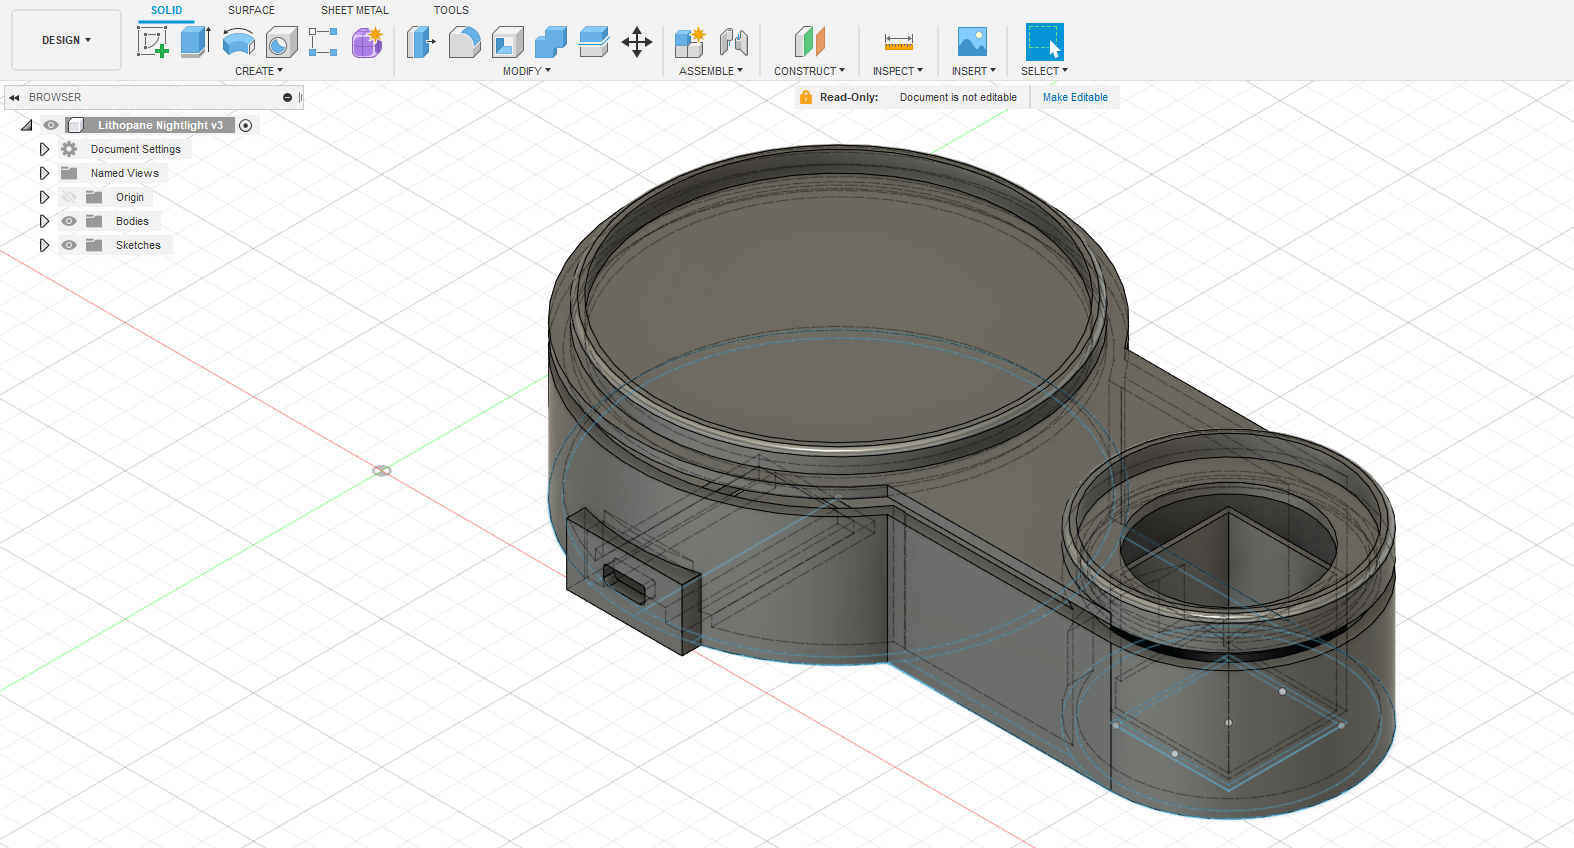 SOLID SURFACE SHEET METAL TOOLS
DESIGN
CREATE MODIFY ASSEMBLE CONSTRUCT INSPECT INSERT SELECT
BROWSER
Read-Only: Document is not editable Make Editable
Lithopane Nightlight v3
Document Settings
Named Views
Origin
Bodies
Sketches